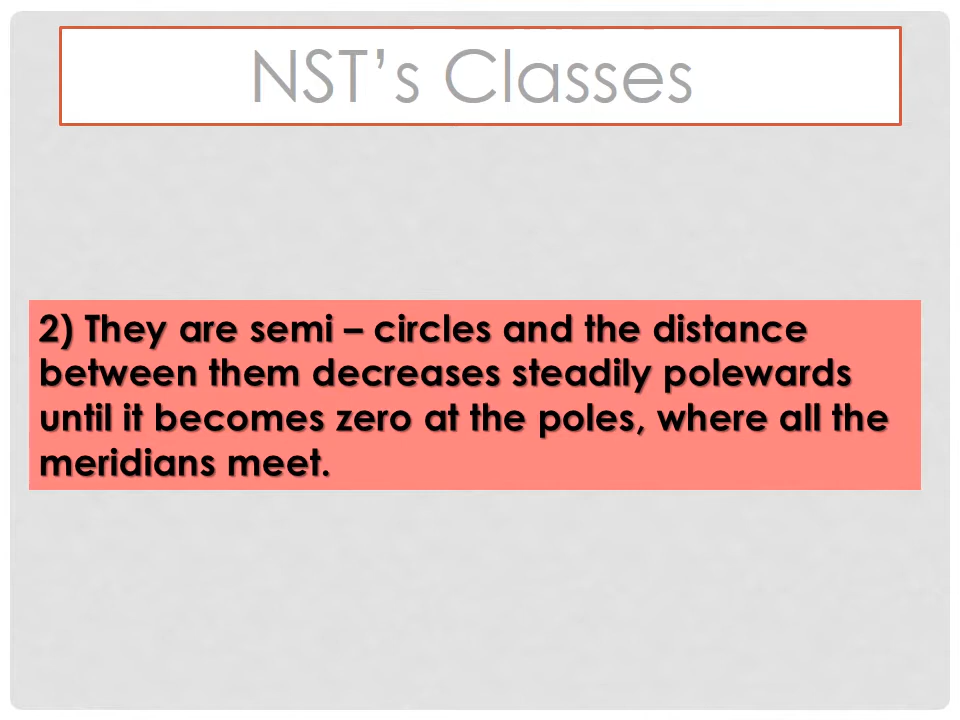 NST's Classes
2) They are semi – circles and the distance
between them decreases steadily polewards
until it becomes zero at the poles, where all the
meridians meet.